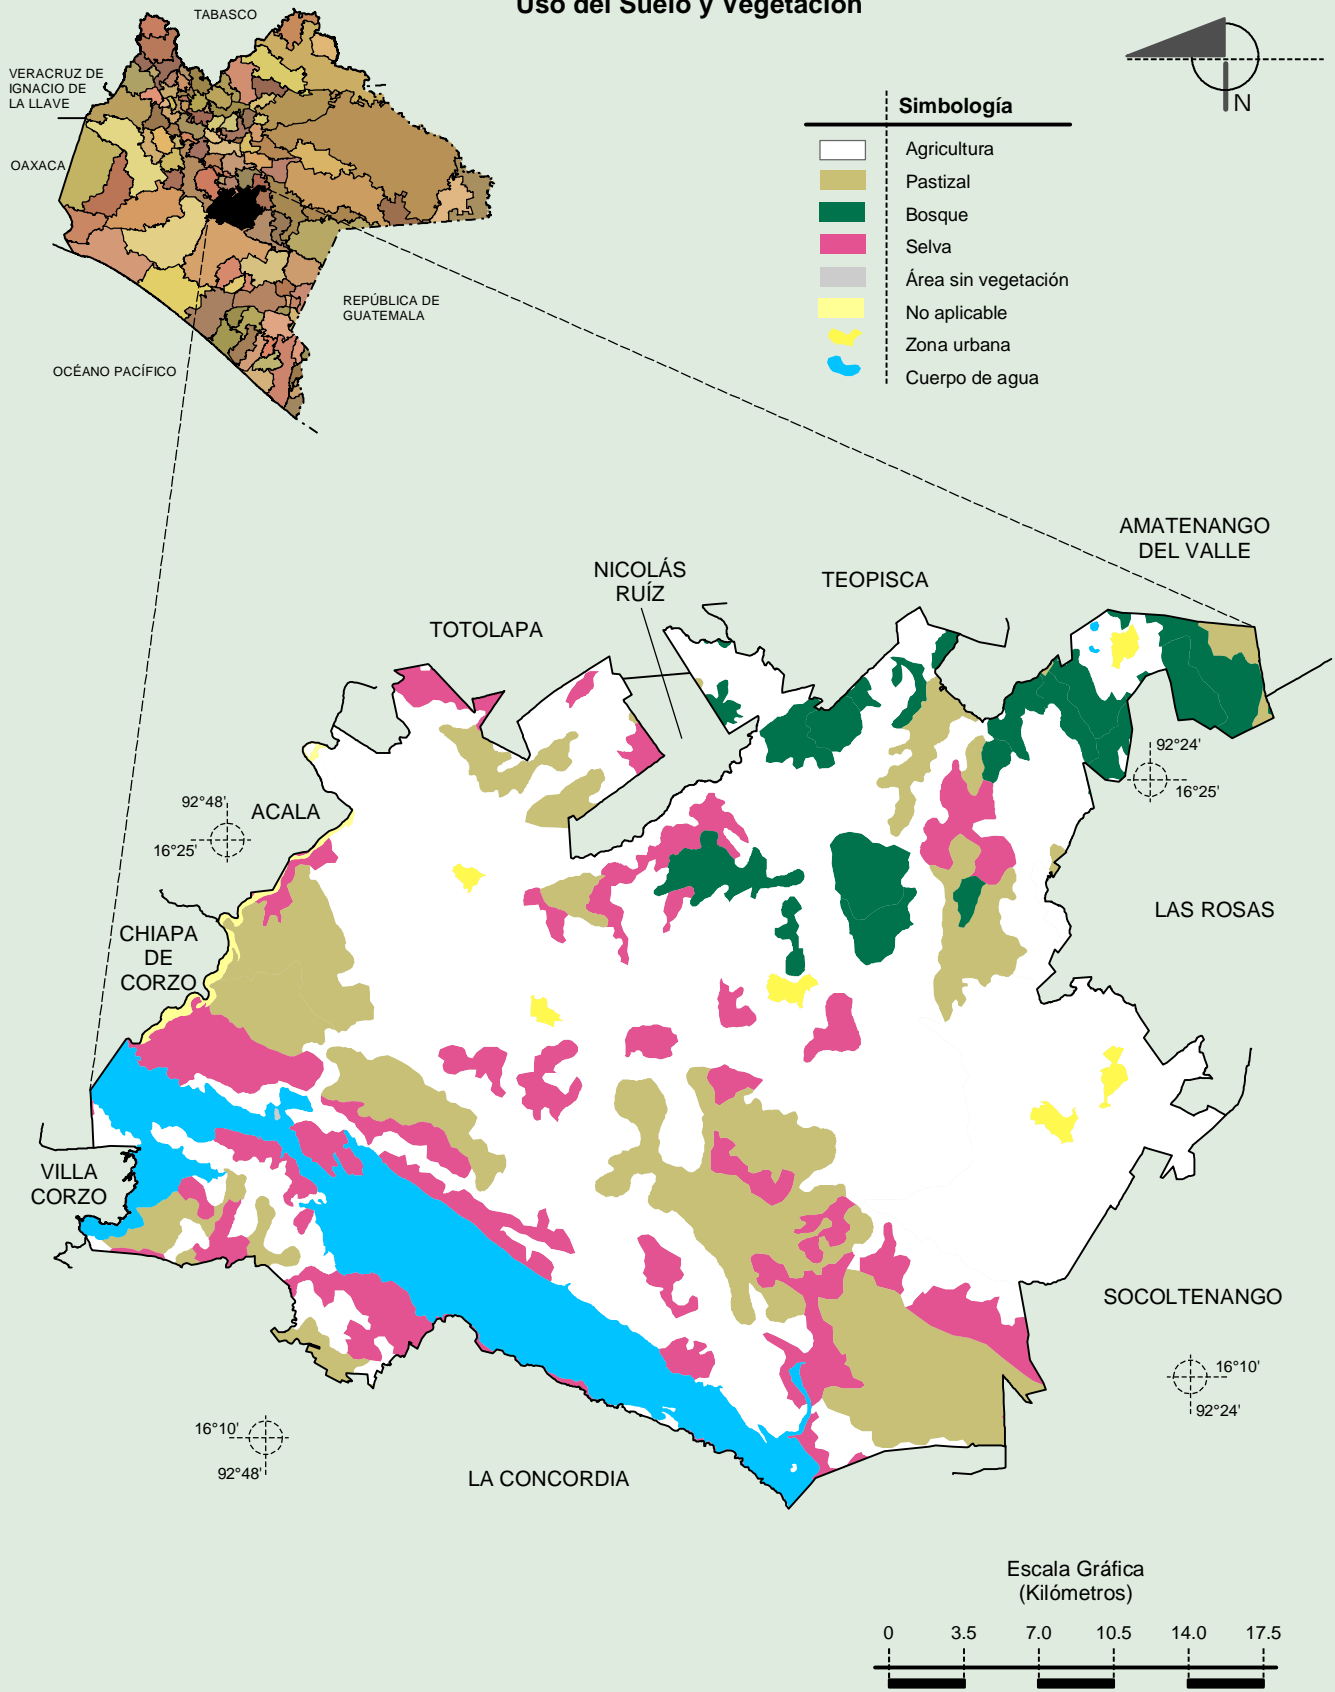 Uso del Suelo y Vegetación
TABASCO
VERACRUZ DE
IGNACIO DE
LA LLAVE
OAXACA
REPÚBLICA DE
GUATEMALA
OCÉANO PACÍFICO
N
Simbología
Agricultura
Pastizal
Bosque
Selva
Área sin vegetación
No aplicable
Zona urbana
Cuerpo de agua
AMATENANGO
DEL VALLE
TEOPISCA
NICOLÁS
RUÍZ
TOTOLAPA
92°24'
16°25'
92°48'
ACALA
16°25'
LAS ROSAS
CHIAPA
DE
CORZO
VILLA
CORZO
SOCOLTENANGO
16°10'
92°24'
16°10'
92°48'
LA CONCORDIA
Escala Gráfica
(Kilómetros)
0 3.5 7.0 10.5 14.0 17.5